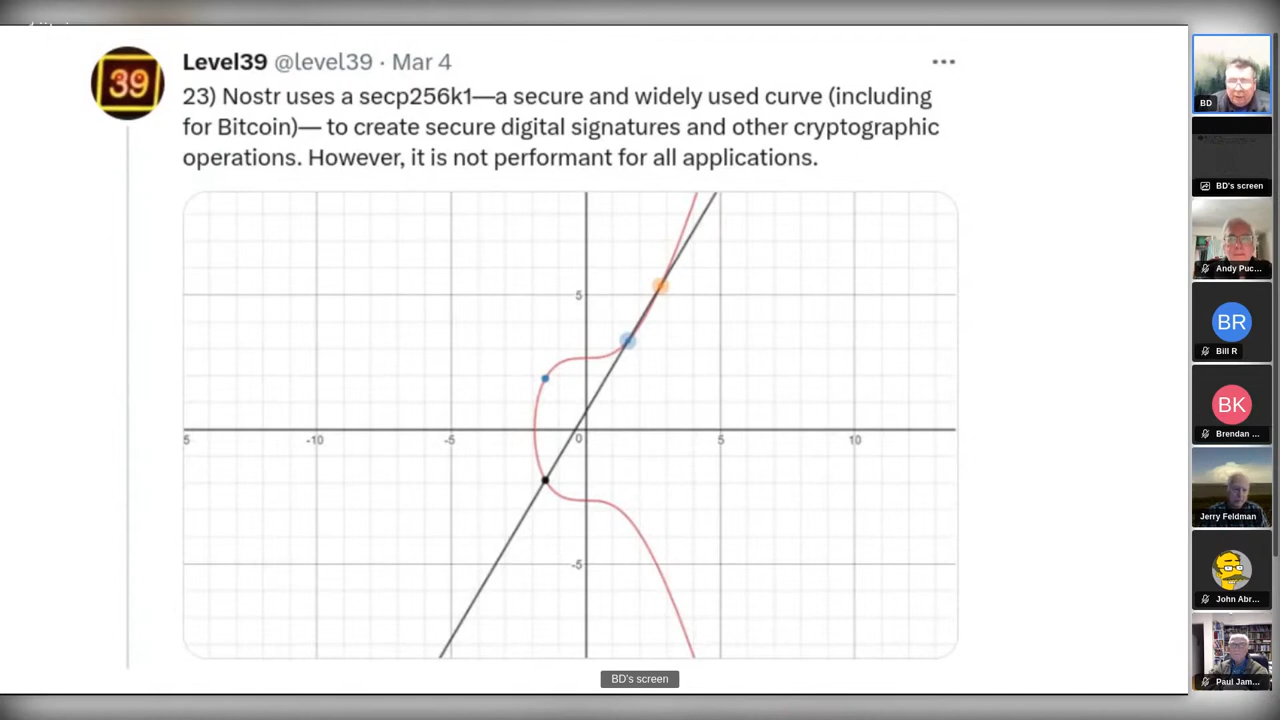 39
Level39 @level39 · Mar 4
23) Nostr uses a secp256k1—a secure and widely used curve (including
for Bitcoin)— to create secure digital signatures and other cryptographic
operations. However, it is not performant for all applications.
5
5
-10
-5
0
5
10
-5
BD's screen
BD
BD's screen
Andy Puc...
BR
Bill R
BK
Brendan ...
Jerry Feldman
John Abr...
Paul Jam...